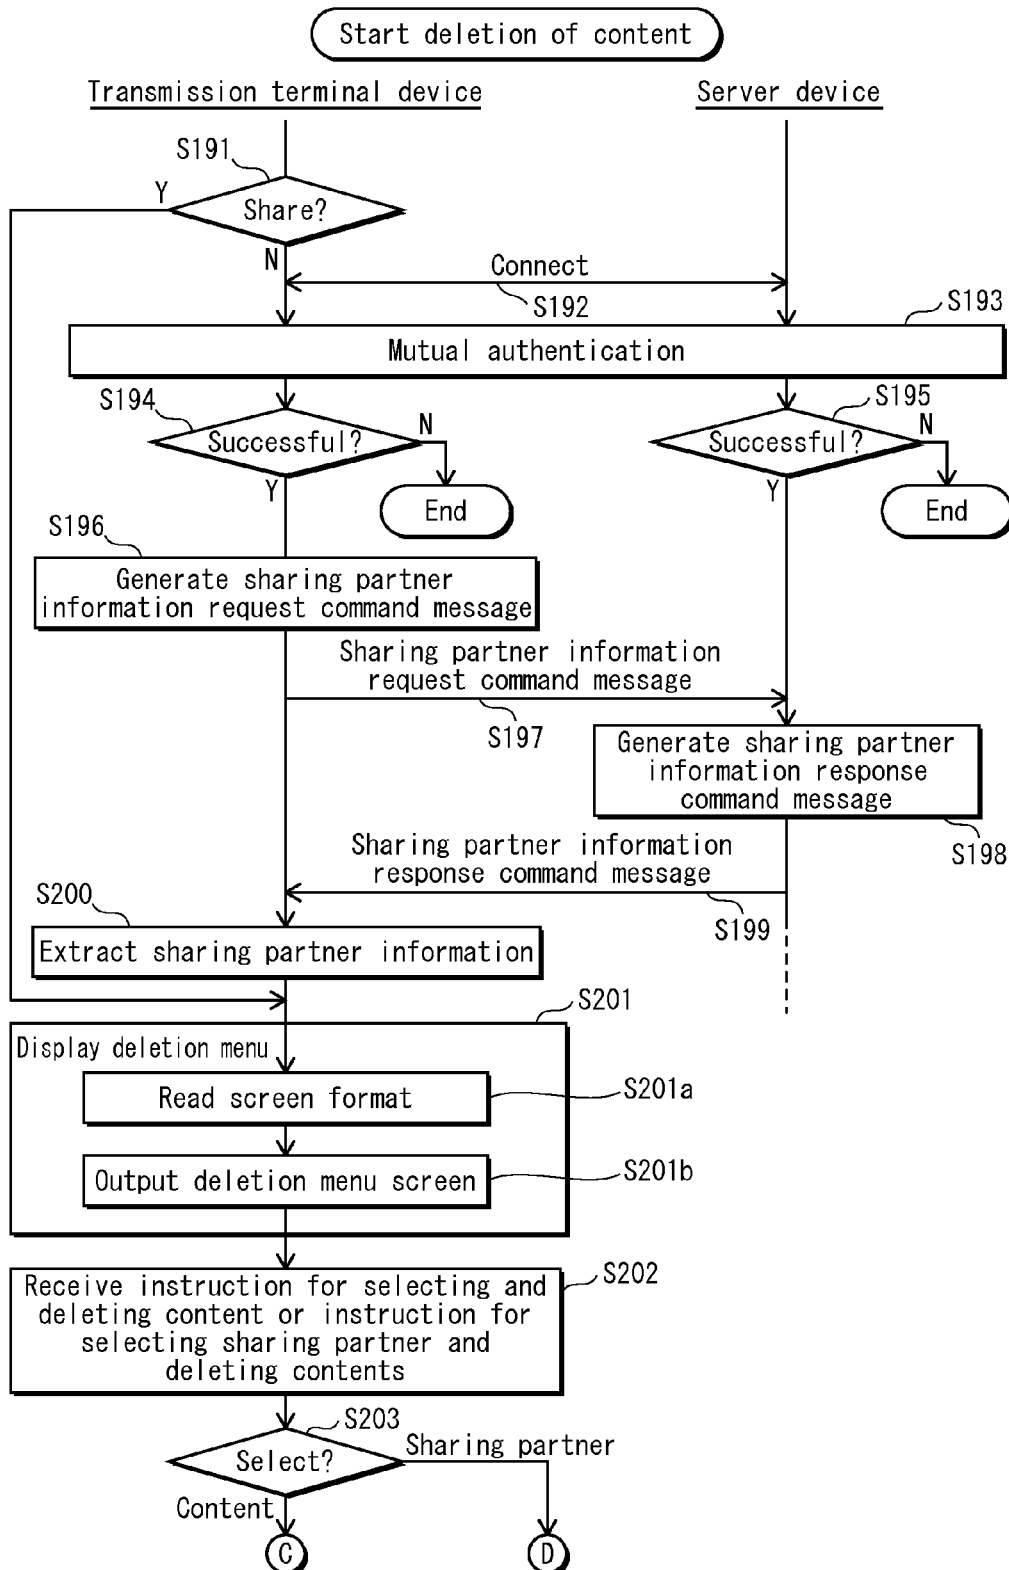 Start deletion of content
Transmission terminal device
Server device
S191
Y
Share?
N
Connect
S192
S193
Mutual authentication
S194
Successful?
N
Y
End
S195
Successful?
N
Y
End
S196
Generate sharing partner
information request command message
Sharing partner information
request command message
S197
Generate sharing partner
information response
command message
S198
Sharing partner information
response command message
S199
S200
Extract sharing partner information
S201
Display deletion menu
Read screen format
S201a
Output deletion menu screen
S201b
Receive instruction for selecting and
deleting content or instruction for
selecting sharing partner and
deleting contents
S202
S203
Select?
Sharing partner
Content
C
D